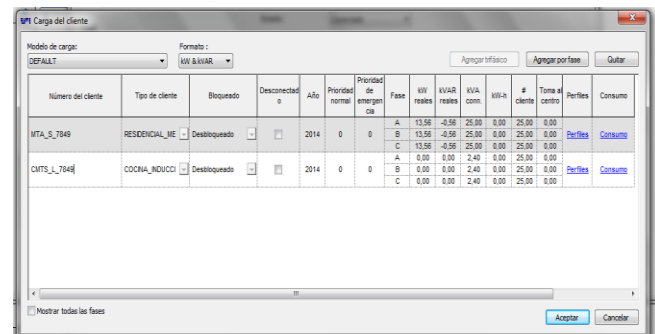 Carga del cliente
Modelo de carga:
Formato :
DEFAULT
kW & kVAR
Agregar trifásico
Agregar por fase
Quitar
Número del cliente
Tipo de cliente
Bloqueado
Desconectad o
Año
Prioridad normal
Prioridad de emergen cia
Fase
kW reales
kVAR reales
kVA conn.
kW-h
# cliente
Toma al centro
Perfiles
Consumo
MTA_S_7849 RESIDENCIAL_ME Desbloqueado 2014 0 0
A 13,56 -0,56 25,00 0,00 25,00 0,00
B 13,56 -0,56 25,00 0,00 25,00 0,00 Perfiles Consumo
C 13,56 -0,56 25,00 0,00 25,00 0,00
CMTS_L_7849 COCINA_INDUCCI Desbloqueado 2014 0 0
A 0,00 0,00 2,40 0,00 25,00 0,00
B 0,00 0,00 2,40 0,00 25,00 0,00 Perfiles Consumo
C 0,00 0,00 2,40 0,00 25,00 0,00
Mostrar todas las fases
Aceptar
Cancelar